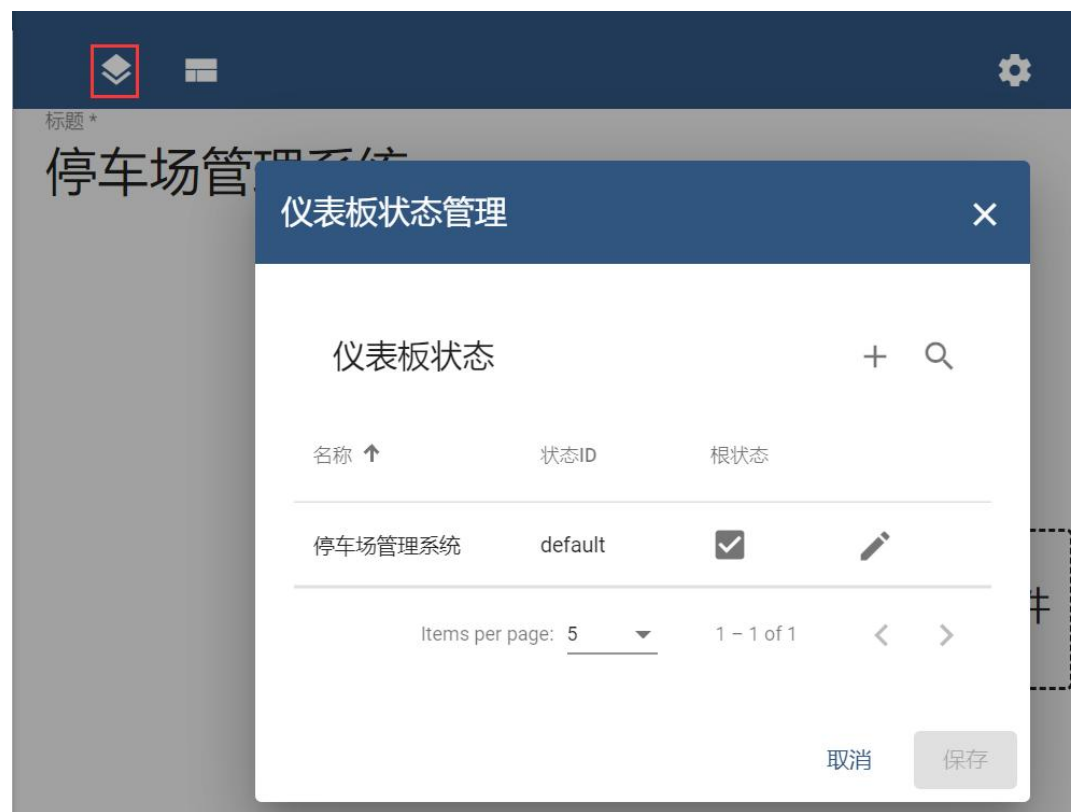 标题 *
停车场管理系统
仪表板状态管理
仪表板状态
名称 状态ID 根状态
停车场管理系统 default
Items per page: 5 1 – 1 of 1
件
取消 保存